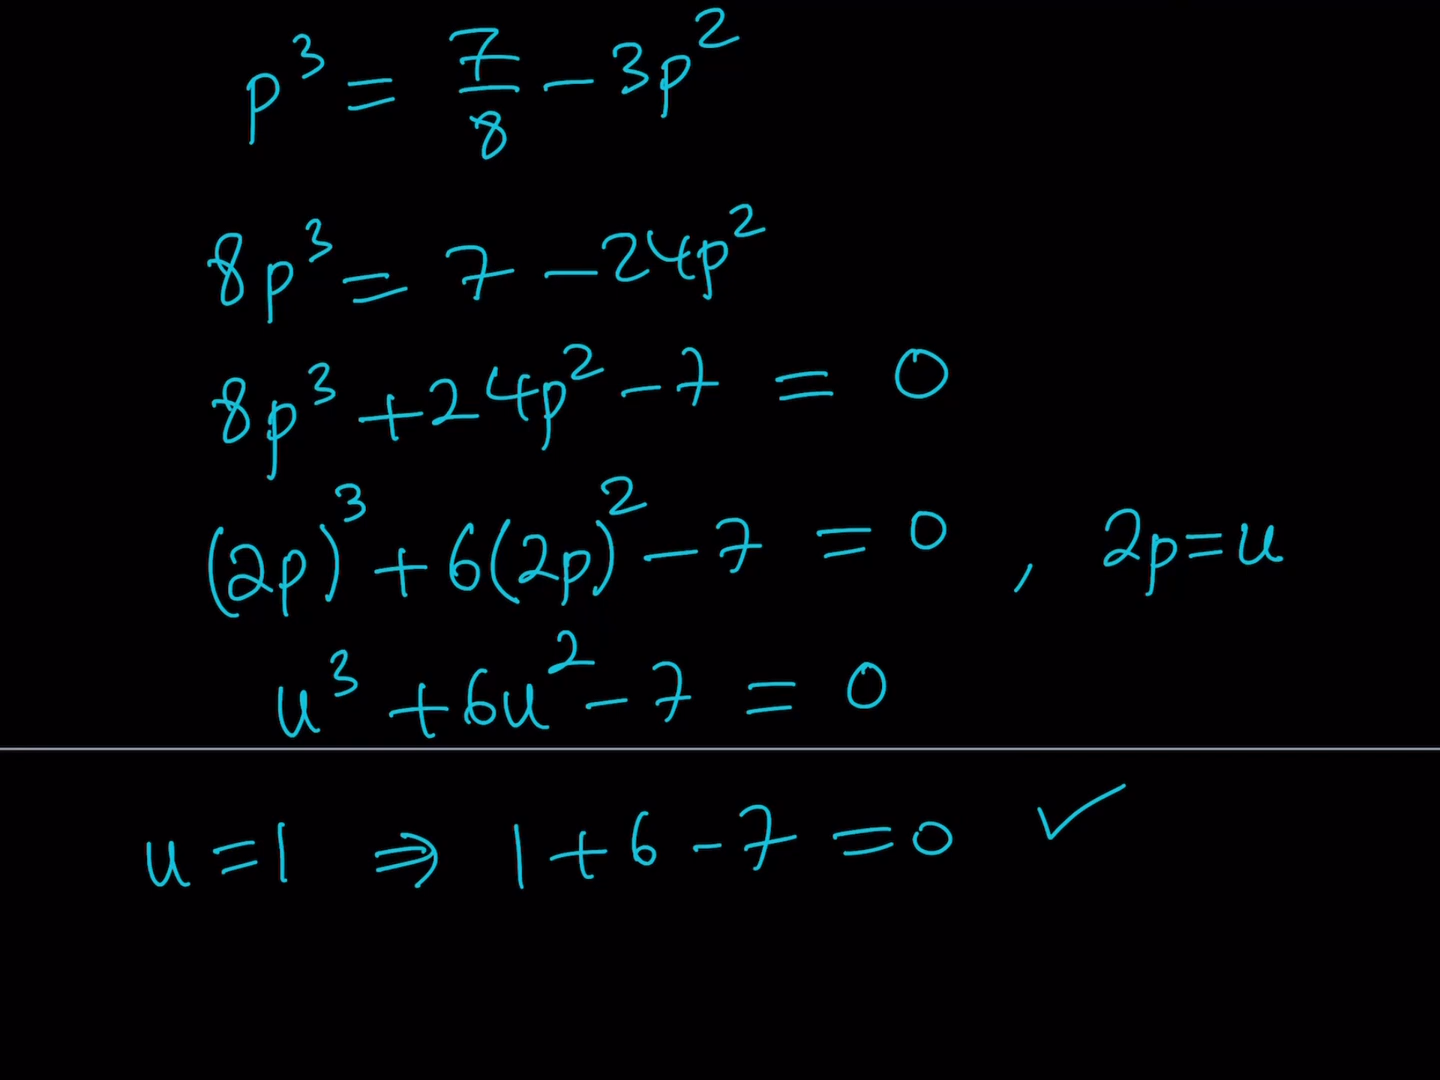 p³ = 7/8 - 3p²
8p³ = 7 - 24p²
8p³ + 24p² - 7 = 0
(2p)³ + 6(2p)² - 7 = 0 , 2p = u
u³ + 6u² - 7 = 0
u = 1 ⇒ 1 + 6 - 7 = 0 ✓